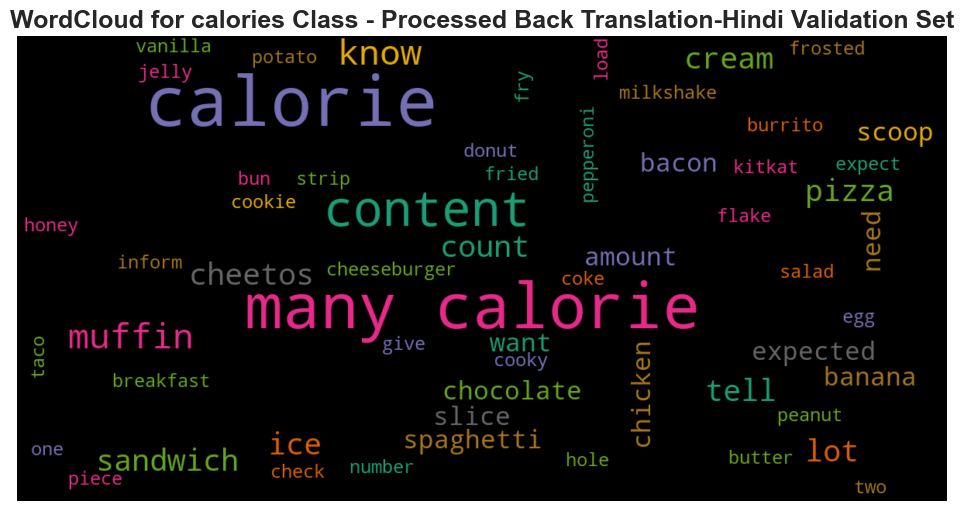 WordCloud for calories Class - Processed Back Translation-Hindi Validation Set
vanilla
potato
know
load
cream
frosted
jelly
calorie
fry
milkshake
pepperoni
burrito
scoop
donut
bacon
kitkat
expect
bun
strip
fried
pizza
cookie
content
flake
need
honey
count
inform
cheetos
cheeseburger
amount
coke
salad
many calorie
egg
muffin
give
want
expected
taco
cooky
chicken
banana
breakfast
chocolate
tell
slice
peanut
one
sandwich
ice
spaghetti
lot
piece
check
number
hole
butter
two